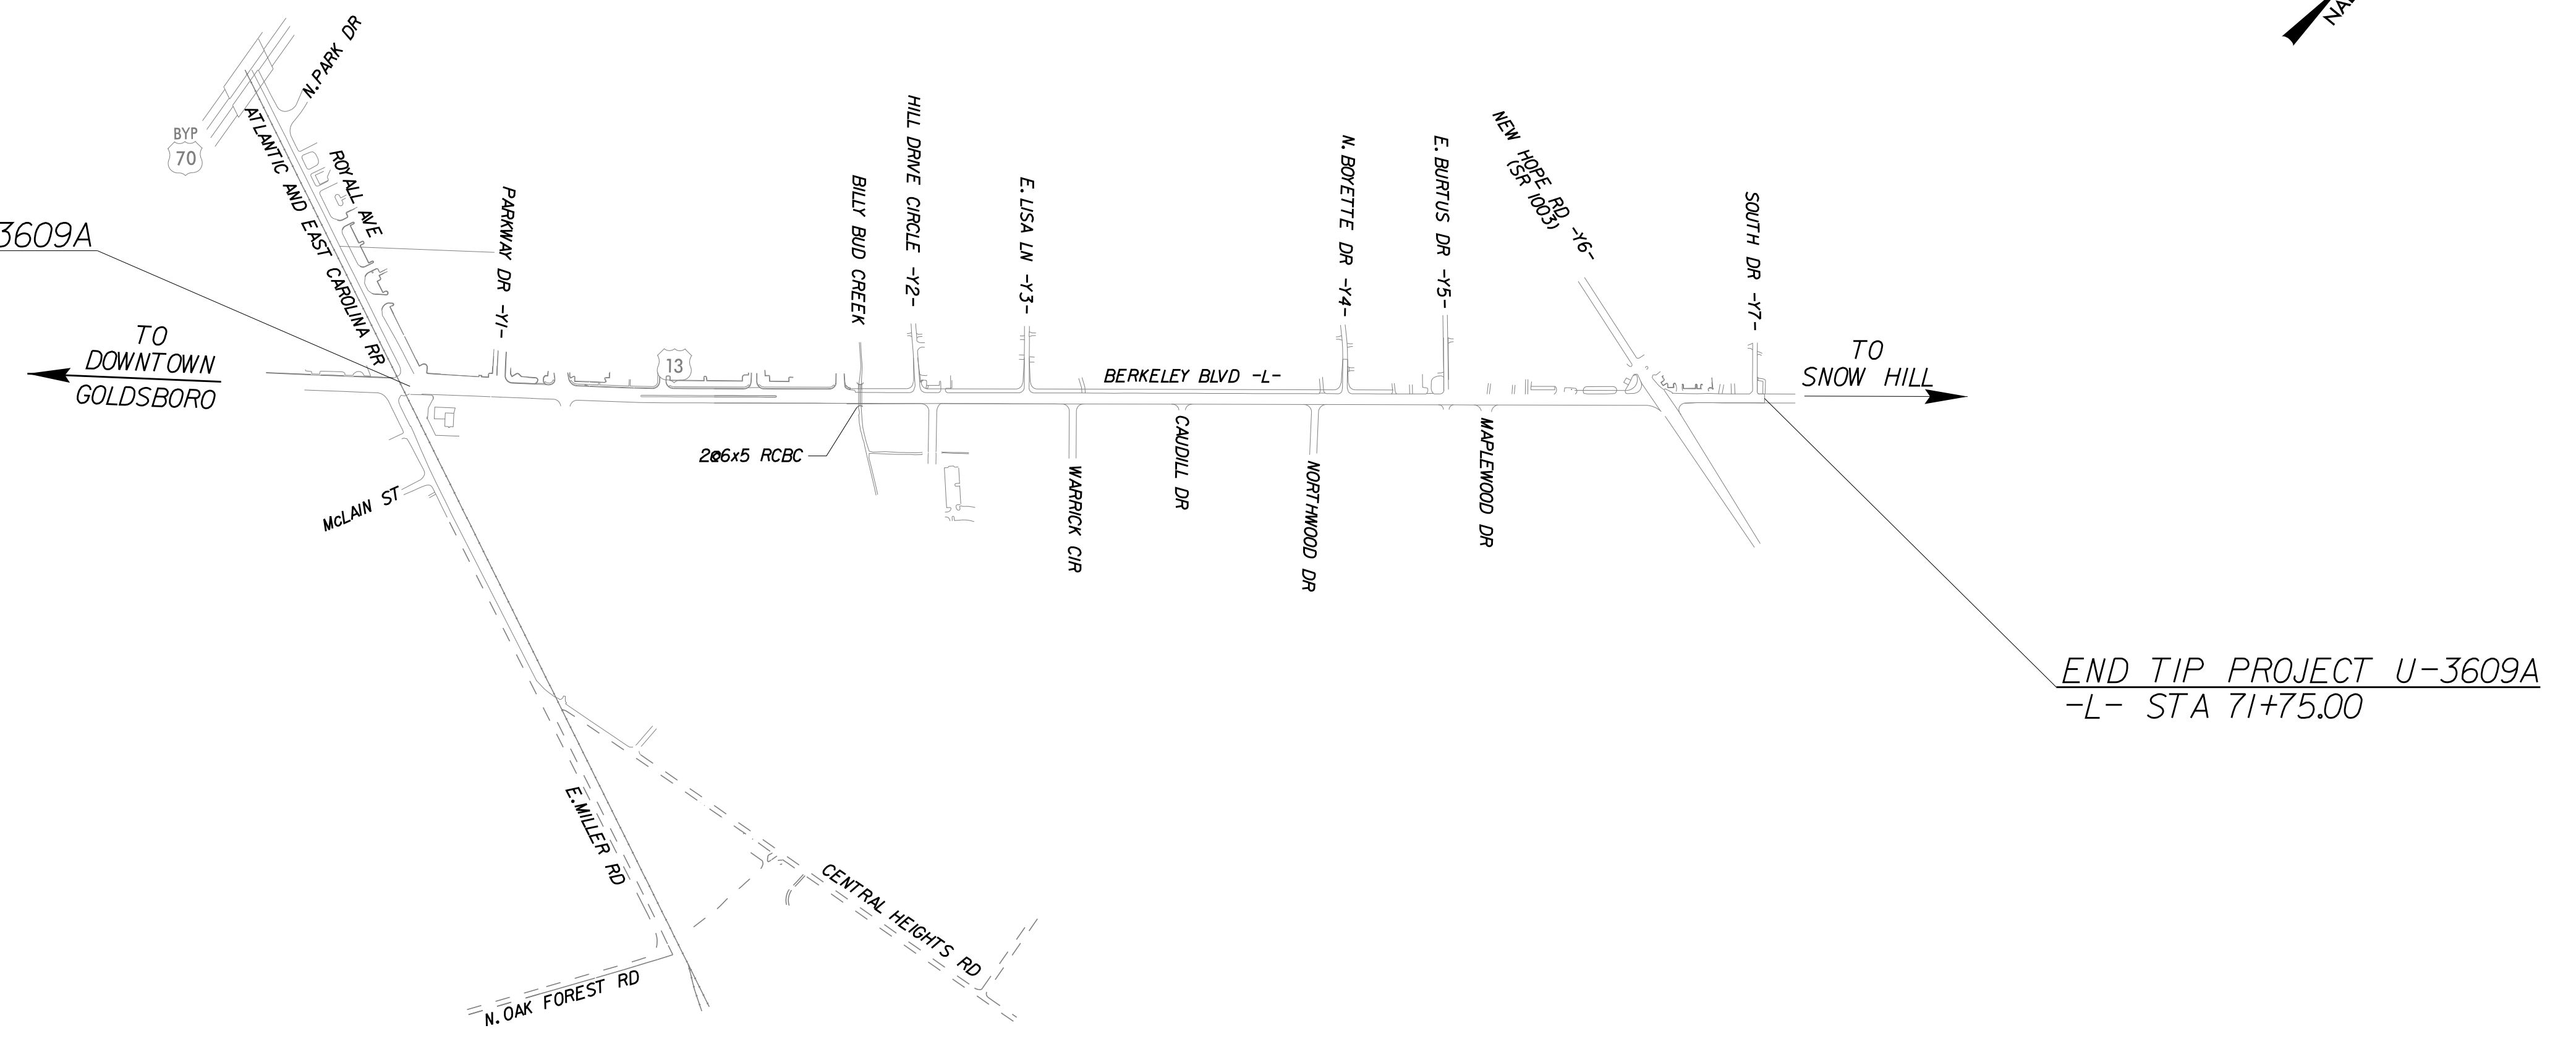 N. PARK DR
BYP
70
ATLANTIC AND EAST CAROLINA RR
ROYALL AVE
3609A
PARKWAY DR -Y1-
BILLY BUD CREEK
HILL DRIVE CIRCLE -Y2-
E. LISA LN -Y3-
N. BOYETTE DR -Y4-
E. BURTUS DR -Y5-
NEW HOPE RD -Y6-
(SR 1003)
SOUTH DR -Y7-
TO
DOWNTOWN
GOLDSBORO
13
BERKELEY BLVD -L-
TO
SNOW HILL
2@6x5 RCBC
McLAIN ST
WARRICK CIR
CAUDILL DR
NORTHWOOD DR
MAPLEWOOD DR
END TIP PROJECT U-3609A
-L- STA 71+75.00
E. MILLER RD
CENTRAL HEIGHTS RD
N. OAK FOREST RD